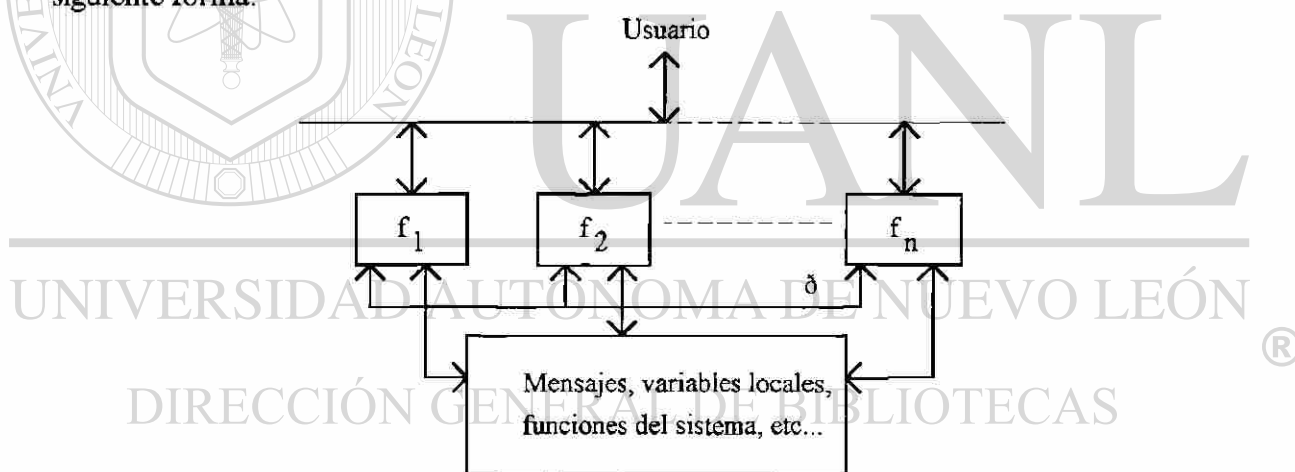 siguiente forma:
Usuario
UANL
f1 f2 fn
ð
UNIVERSIDAD AUTÓNOMA DE NUEVO LEÓN
®
Mensajes, variables locales,
funciones del sistema, etc...
DIRECCIÓN GENERAL DE BIBLIOTECAS